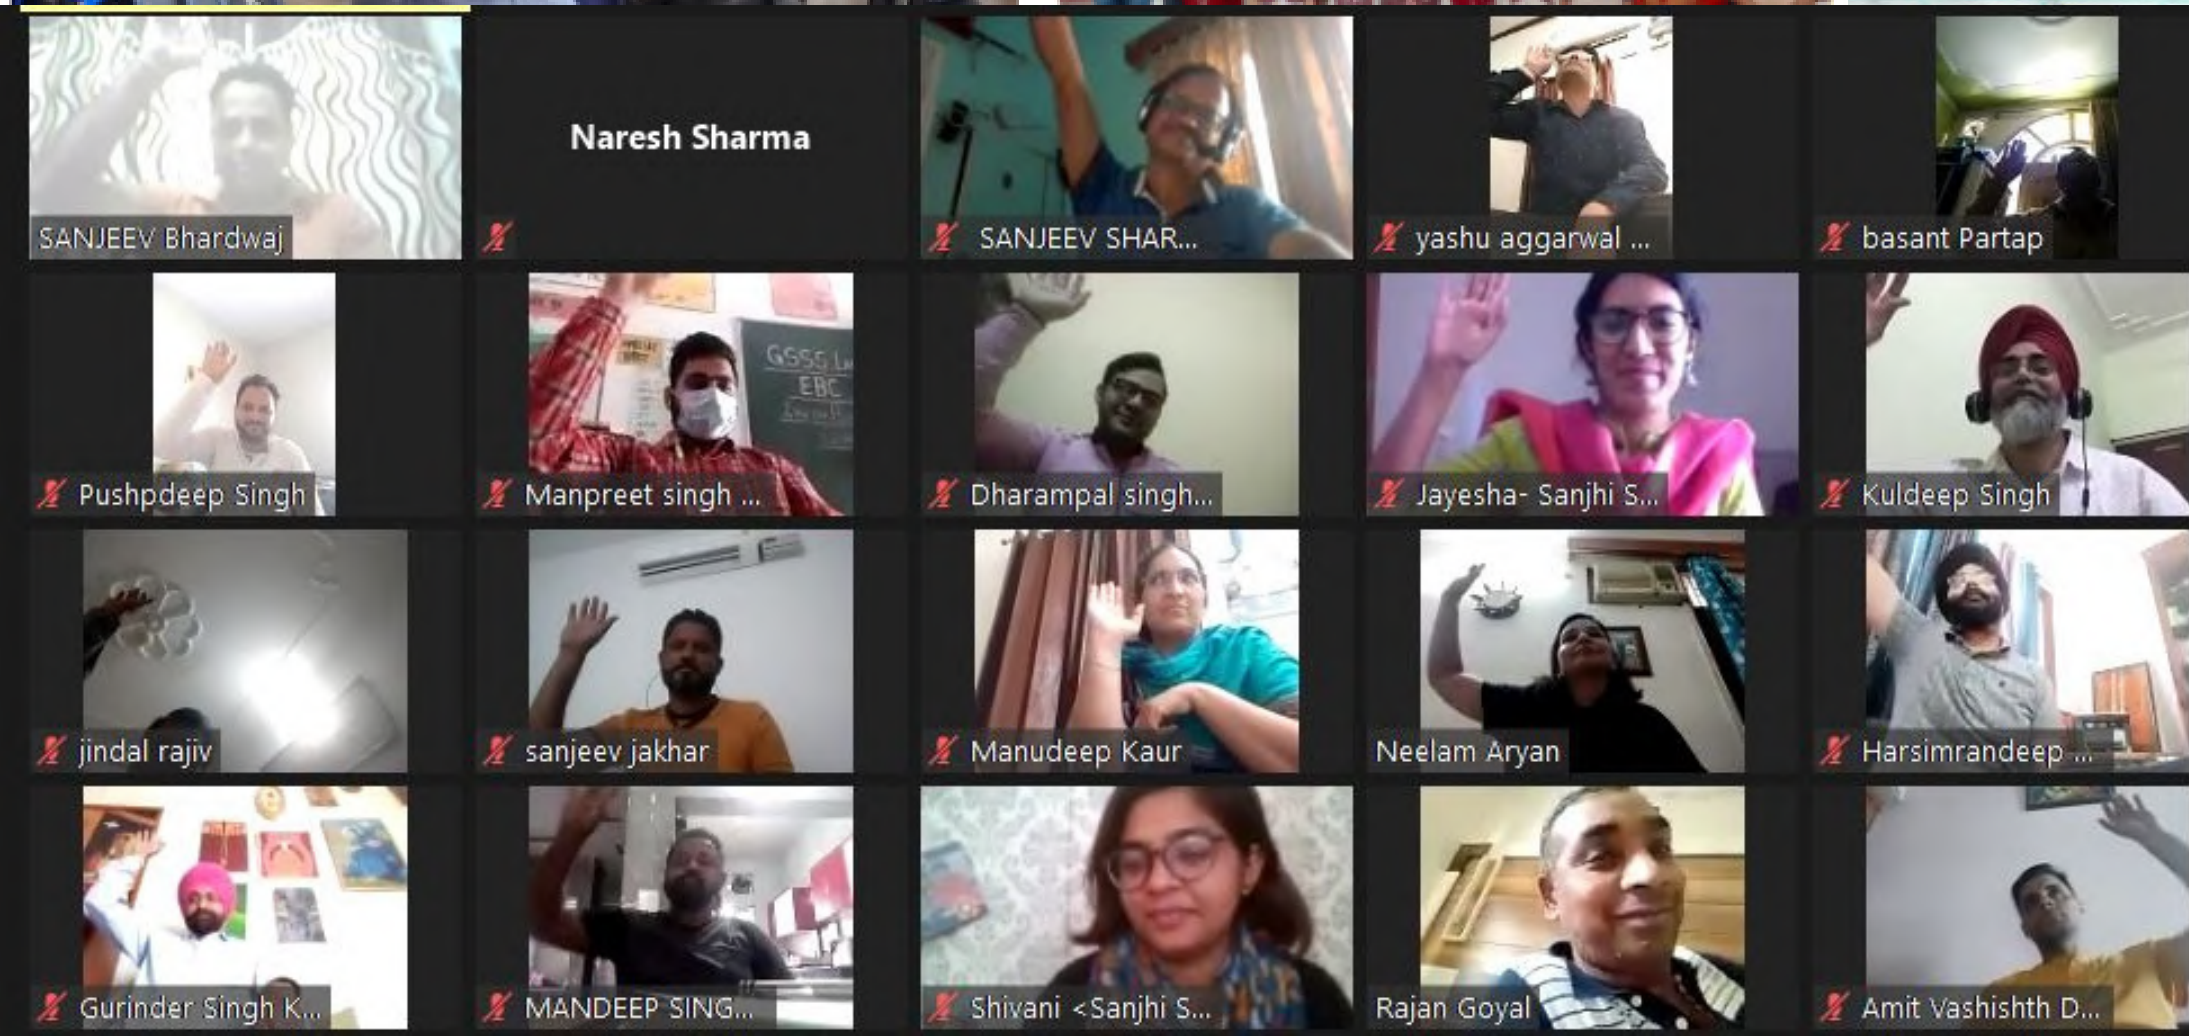 SANJEEV Bhardwaj
Naresh Sharma
SANJEEV SHAR...
yashu aggarwal ...
basant Partap
Pushpdeep Singh
GSSS
EBC
Manpreet singh ...
Dharampal singh...
Jayesha- Sanjhi S...
Kuldeep Singh
jindal rajiv
sanjeev jakhar
Manudeep Kaur
Neelam Aryan
Harsimrandeep ...
Gurinder Singh K...
MANDEEP SING...
Shivani <Sanjhi S...
Rajan Goyal
Amit Vashishth D...